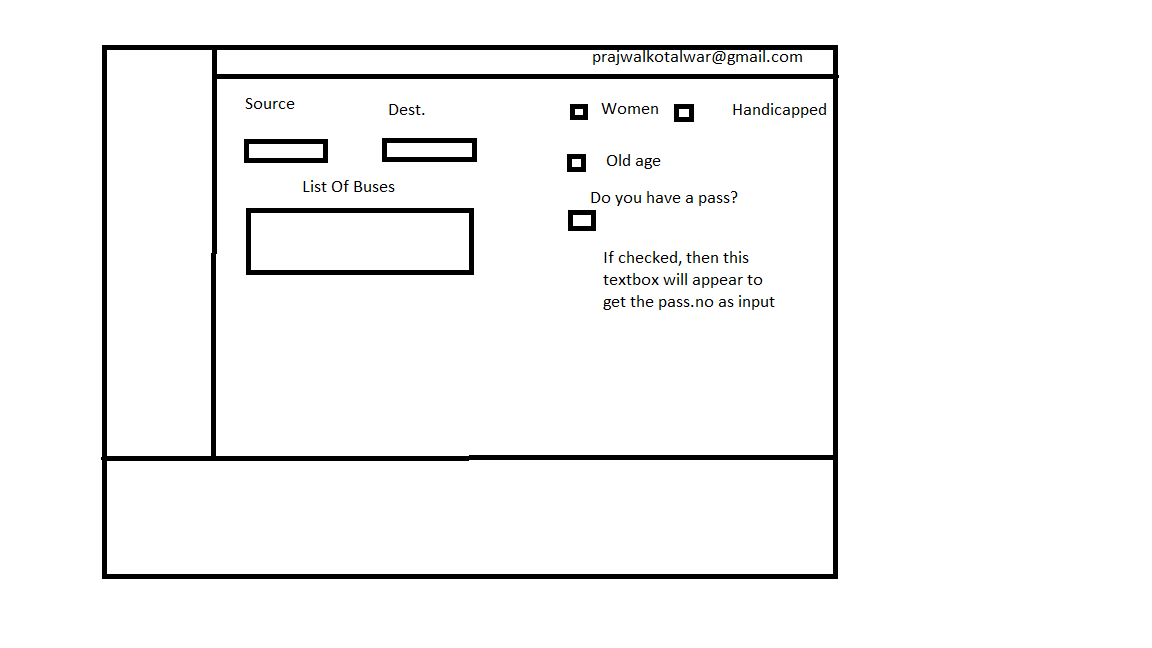 prajwalkotalwar@gmail.com
Source
Dest.
Women
Handicapped
Old age
List Of Buses
Do you have a pass?
If checked, then this
textbox will appear to
get the pass.no as input